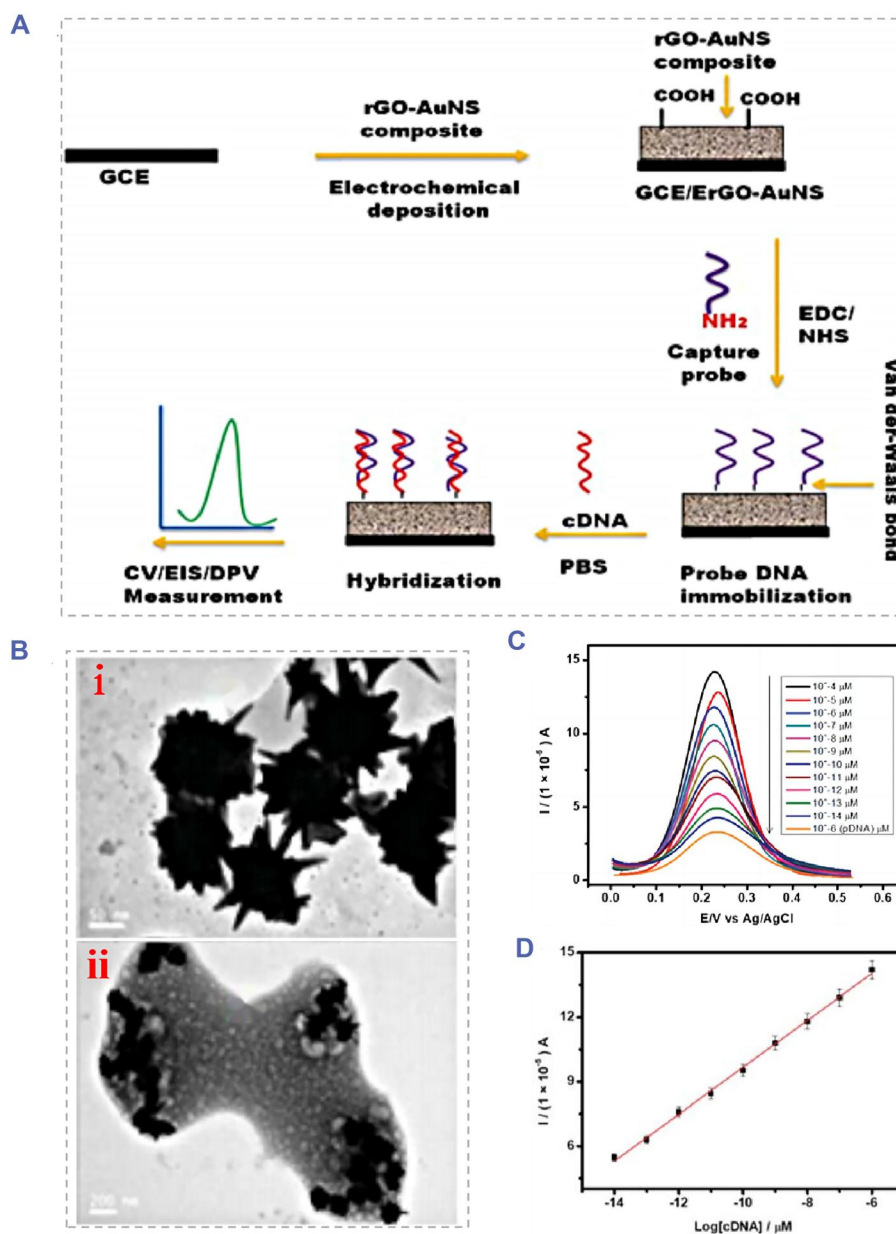 A
GCE
rGO-AuNS
composite
Electrochemical
deposition
rGO-AuNS
composite
COOH COOH
GCE/ErGO-AuNS
NH2
Capture
probe
EDC/
NHS
Van der-Waals bond
Probe DNA
immobilization
cDNA
PBS
Hybridization
CV/EIS/DPV
Measurement
B
i
ii
200 nm
C
I / (1 × 10⁻⁵) A
15
10
5
0
0.0 0.1 0.2 0.3 0.4 0.5 0.6
E/V vs Ag/AgCl
10^-4 μM
10^-5 μM
10^-6 μM
10^-7 μM
10^-8 μM
10^-9 μM
10^-10 μM
10^-11 μM
10^-12 μM
10^-13 μM
10^-14 μM
10^-6 (pDNA) μM
D
I / (1 × 10⁻⁵) A
15
12
9
6
-14 -12 -10 -8 -6
Log[cDNA] / μM